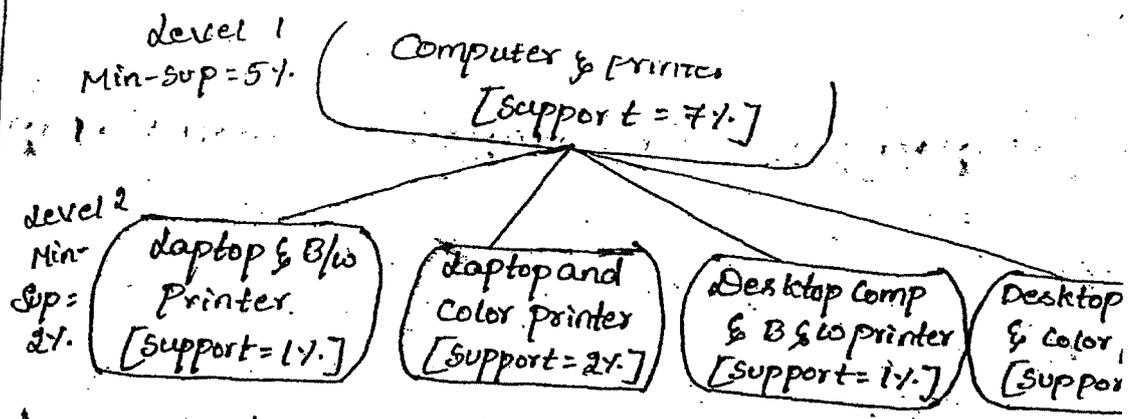 Level 1
Min-Sup = 5%.
Computer & printer
[Support = 7%.]
Level 2
Min-
Sup =
2%.
Laptop & B/w
Printer.
[Support = 1%.]
Laptop and
Color printer
[Support = 2%.]
Desktop Comp
& B & w printer
[Support = 1%.]
Desktop
& Color,
[Suppor